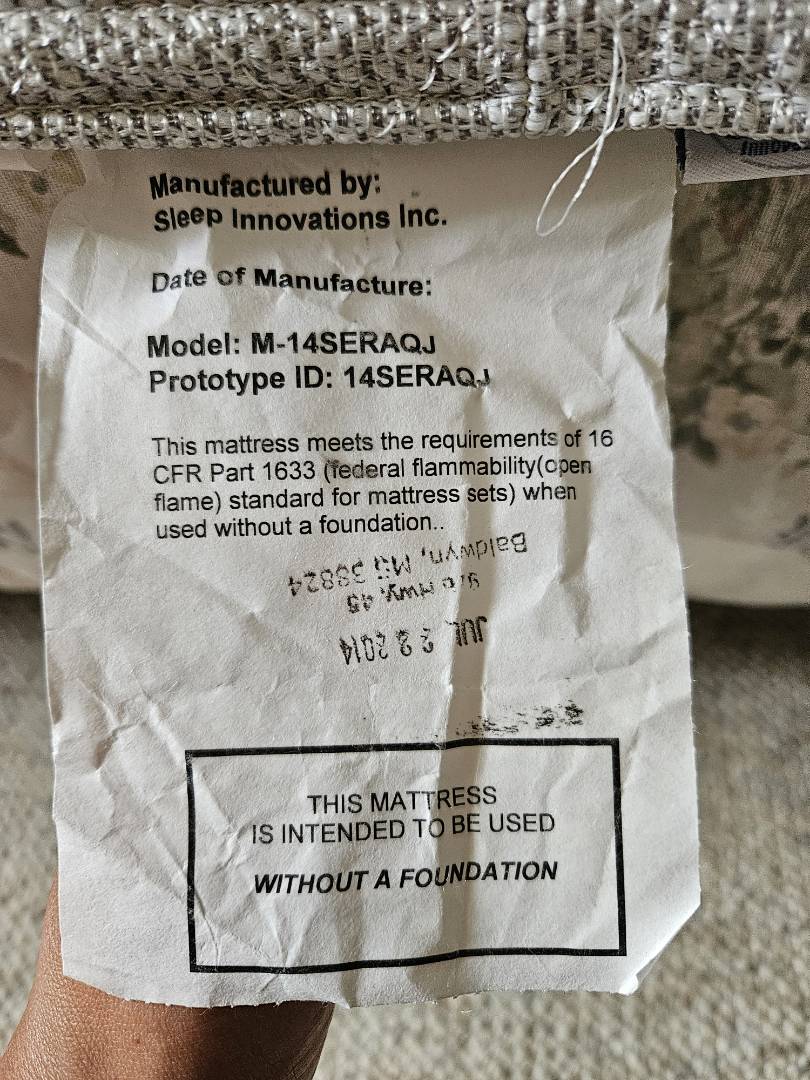 Manufactured by:
Sleep Innovations Inc.
Date of Manufacture:
Model: M-14SERAQJ
Prototype ID: 14SERAQJ
This mattress meets the requirements of 16
CFR Part 1633 (federal flammability(open
flame) standard for mattress sets) when
used without a foundation..
JUL 2014
Hwy. 45
Baldwyn, MS 38824
THIS MATTRESS
IS INTENDED TO BE USED
WITHOUT A FOUNDATION